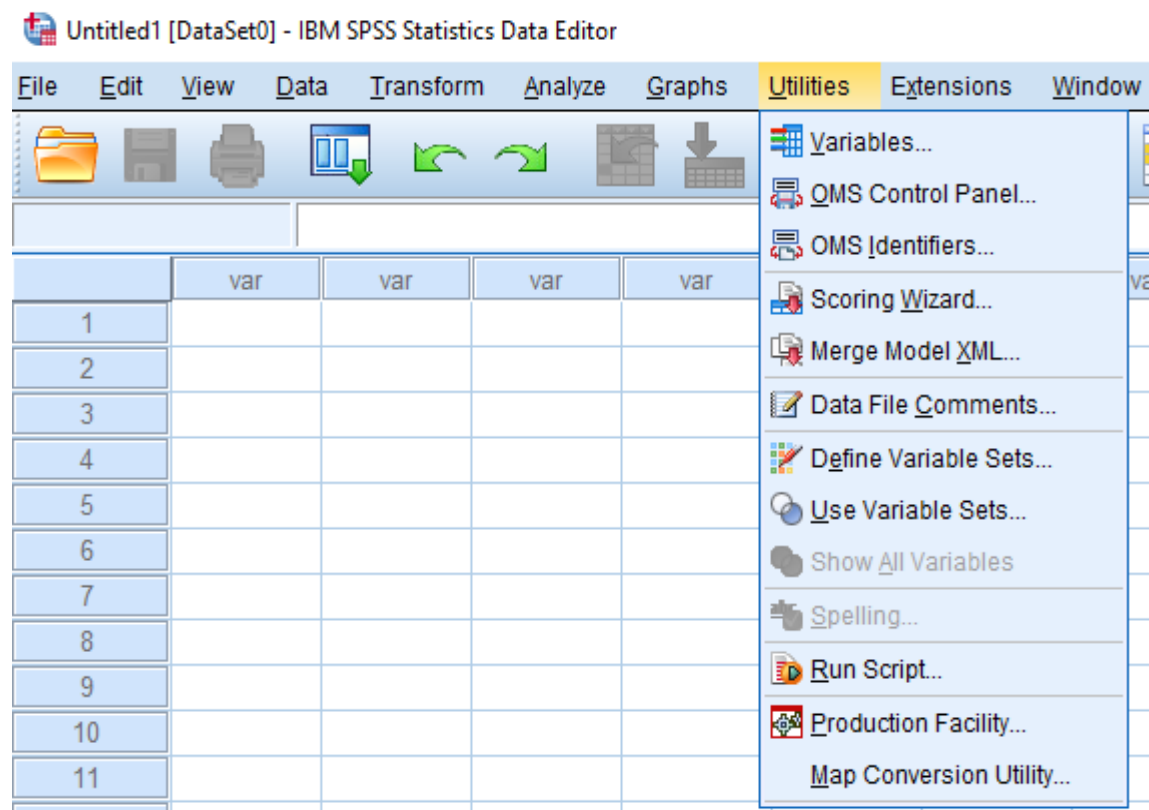 Untitled1 [DataSet0] - IBM SPSS Statistics Data Editor
File Edit View Data Transform Analyze Graphs Utilities Extensions Window
Variables...
OMS Control Panel...
OMS Identifiers...
var var var var va
Scoring Wizard...
1
Merge Model XML...
2
Data File Comments...
3
Define Variable Sets...
4
Use Variable Sets...
5
Show All Variables
6
Spelling...
7
8
Run Script...
9
Production Facility...
10
Map Conversion Utility...
11